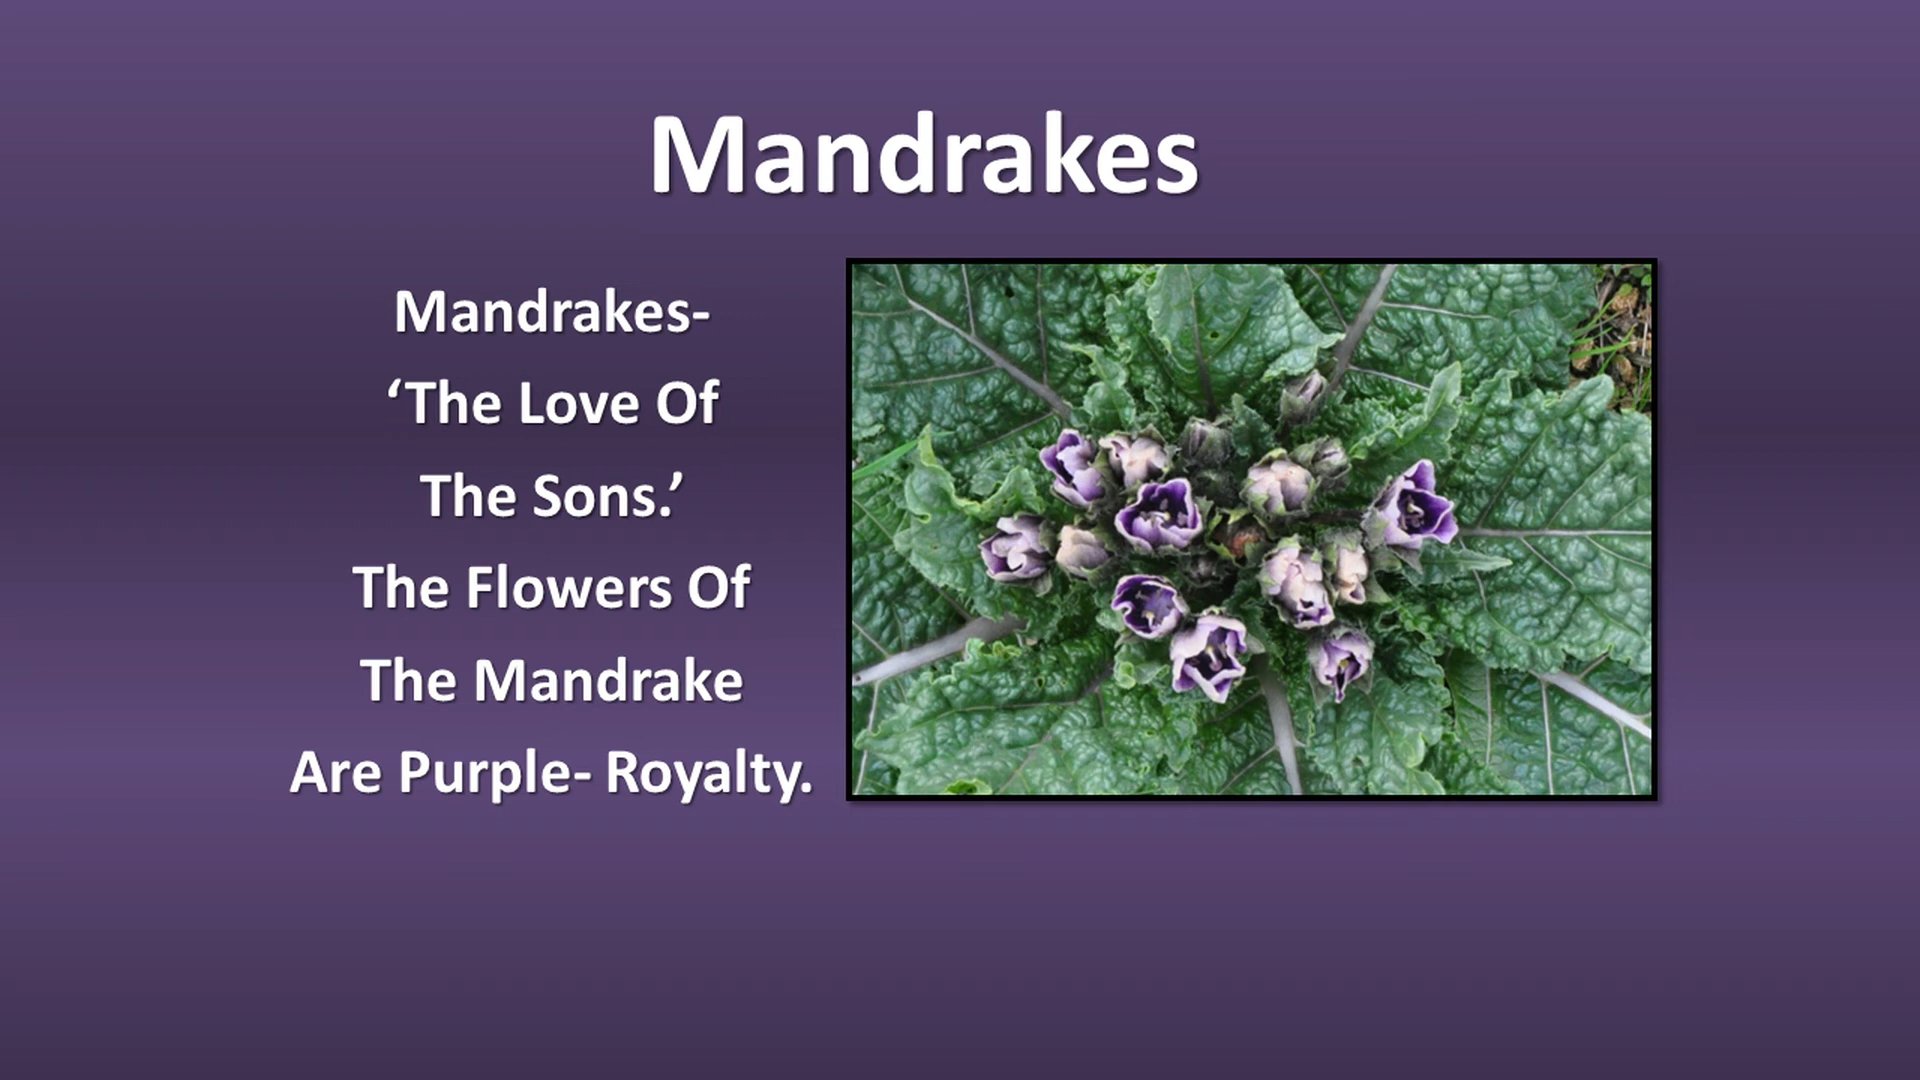 Mandrakes
Mandrakes-
‘The Love Of
The Sons.’
The Flowers Of
The Mandrake
Are Purple- Royalty.